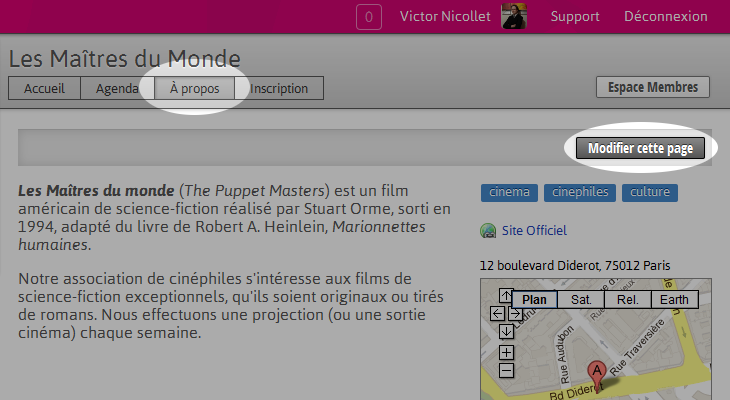 0 Victor Nicollet Support Déconnexion
Les Maîtres du Monde
Accueil Agenda À propos Inscription Espace Membres
Modifier cette page
Les Maîtres du monde (The Puppet Masters) est un film
américain de science-fiction réalisé par Stuart Orme, sorti en
1994, adapté du livre de Robert A. Heinlein, Marionnettes
humaines.
Notre association de cinéphiles s'intéresse aux films de
science-fiction exceptionnels, qu'ils soient originaux ou tirés
de romans. Nous effectuons une projection (ou une sortie
cinéma) chaque semaine.
cinema cinephiles culture
Site Officiel
12 boulevard Diderot, 75012 Paris
Plan Sat. Rel. Earth
Rue Audubon
Rue Traversière
A
Bd Diderot